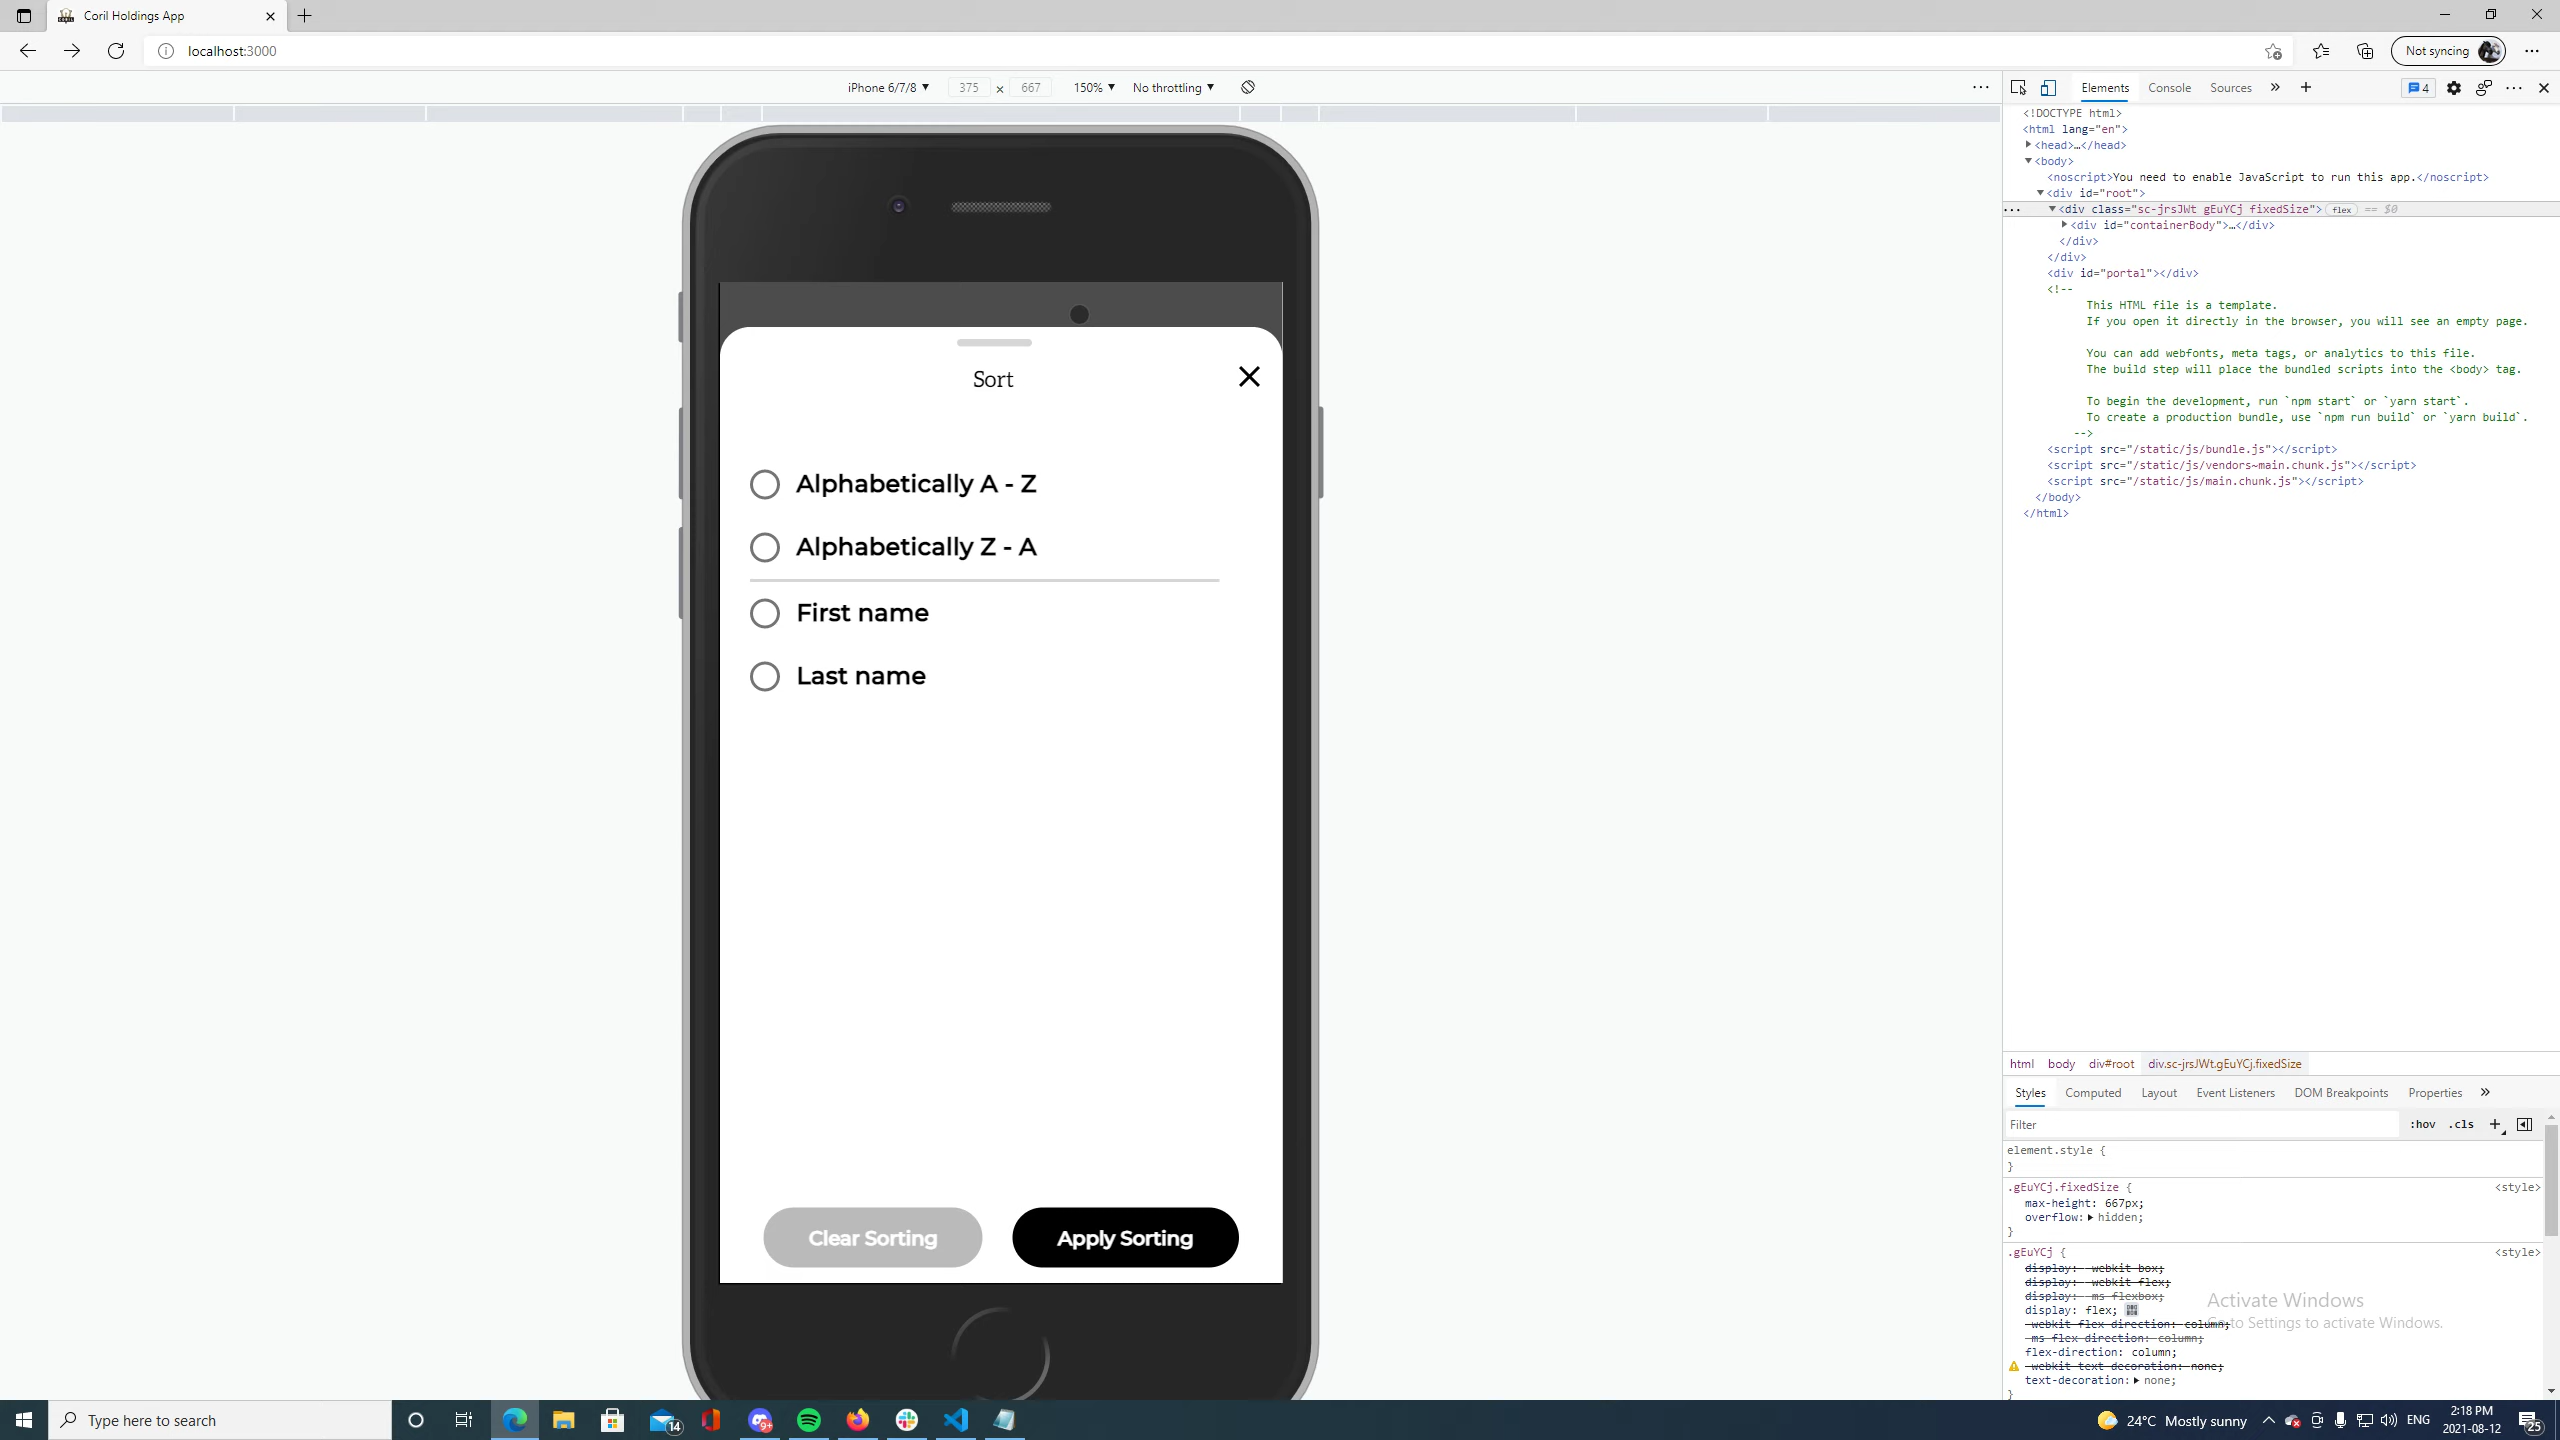 Coril Holdings App
localhost:3000
Not syncing
iPhone 6/7/8 375 x 667 150% No throttling
Elements Console Sources 4
<!DOCTYPE html>
<html lang="en">
<head>…</head>
<body>
<noscript>You need to enable JavaScript to run this app.</noscript>
<div id="root">
<div class="sc-jrsJWt gEuYCj fixedSize"> flex == $0
<div id="containerBody">…</div>
</div>
</div>
<div id="portal"></div>
<!--
This HTML file is a template.
If you open it directly in the browser, you will see an empty page.
You can add webfonts, meta tags, or analytics to this file.
The build step will place the bundled scripts into the <body> tag.
To begin the development, run `npm start` or `yarn start`.
To create a production bundle, use `npm run build` or `yarn build`.
-->
<script src="/static/js/bundle.js"></script>
<script src="/static/js/vendors~main.chunk.js"></script>
<script src="/static/js/main.chunk.js"></script>
</body>
</html>
Sort
Alphabetically A - Z
Alphabetically Z - A
First name
Last name
Clear Sorting Apply Sorting
html body div#root div.sc-jrsJWt.gEuYCj.fixedSize
Styles Computed Layout Event Listeners DOM Breakpoints Properties
Filter :hov .cls
element.style {
}
.gEuYCj.fixedSize { <style>
max-height: 667px;
overflow: hidden;
}
.gEuYCj { <style>
display: -webkit-box;
display: -webkit-flex;
display: -ms-flexbox;
display: flex;
-webkit-flex-direction: column;
-ms-flex-direction: column;
flex-direction: column;
-webkit-text-decoration: none;
text-decoration: none;
}
Activate Windows
Go to Settings to activate Windows.
Type here to search
14
9+
24°C Mostly sunny
ENG
2:18 PM
2021-08-12
25